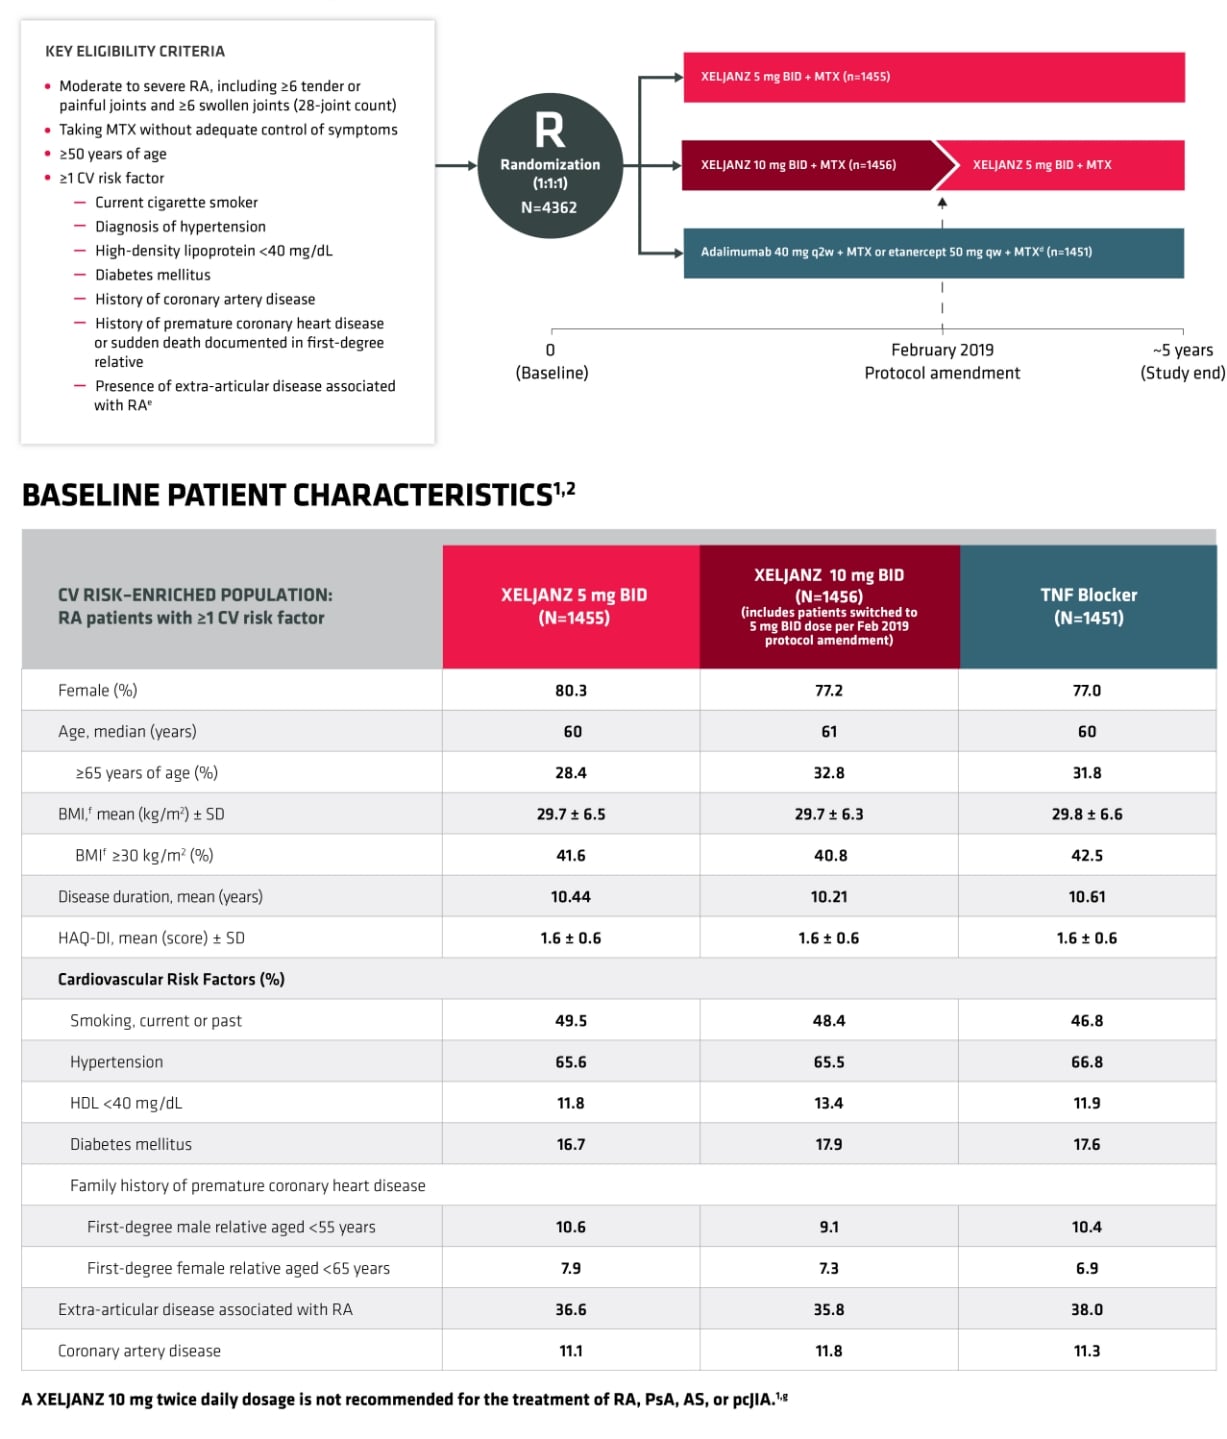 KEY ELIGIBILITY CRITERIA
• Moderate to severe RA, including ≥6 tender or
painful joints and ≥6 swollen joints (28-joint count)
• Taking MTX without adequate control of symptoms
• ≥50 years of age
• ≥1 CV risk factor
— Current cigarette smoker
— Diagnosis of hypertension
— High-density lipoprotein <40 mg/dL
— Diabetes mellitus
— History of coronary artery disease
— History of premature coronary heart disease
or sudden death documented in first-degree
relative
— Presence of extra-articular disease associated
with RAᵉ
R
Randomization
(1:1:1)
N=4362
XELJANZ 5 mg BID + MTX (n=1455)
XELJANZ 10 mg BID + MTX (n=1456)
XELJANZ 5 mg BID + MTX
Adalimumab 40 mg q2w + MTX or etanercept 50 mg qw + MTXᵈ (n=1451)
0
(Baseline)
February 2019
Protocol amendment
~5 years
(Study end)
BASELINE PATIENT CHARACTERISTICS¹,²
CV RISK–ENRICHED POPULATION:
RA patients with ≥1 CV risk factor
XELJANZ 5 mg BID
(N=1455)
XELJANZ 10 mg BID
(N=1456)
(includes patients switched to
5 mg BID dose per Feb 2019
protocol amendment)
TNF Blocker
(N=1451)
Female (%) 80.3 77.2 77.0
Age, median (years) 60 61 60
≥65 years of age (%) 28.4 32.8 31.8
BMI,ᶠ mean (kg/m²) ± SD 29.7 ± 6.5 29.7 ± 6.3 29.8 ± 6.6
BMIᶠ ≥30 kg/m² (%) 41.6 40.8 42.5
Disease duration, mean (years) 10.44 10.21 10.61
HAQ-DI, mean (score) ± SD 1.6 ± 0.6 1.6 ± 0.6 1.6 ± 0.6
Cardiovascular Risk Factors (%)
Smoking, current or past 49.5 48.4 46.8
Hypertension 65.6 65.5 66.8
HDL <40 mg/dL 11.8 13.4 11.9
Diabetes mellitus 16.7 17.9 17.6
Family history of premature coronary heart disease
First-degree male relative aged <55 years 10.6 9.1 10.4
First-degree female relative aged <65 years 7.9 7.3 6.9
Extra-articular disease associated with RA 36.6 35.8 38.0
Coronary artery disease 11.1 11.8 11.3
A XELJANZ 10 mg twice daily dosage is not recommended for the treatment of RA, PsA, AS, or pcJIA.¹,ᵍ